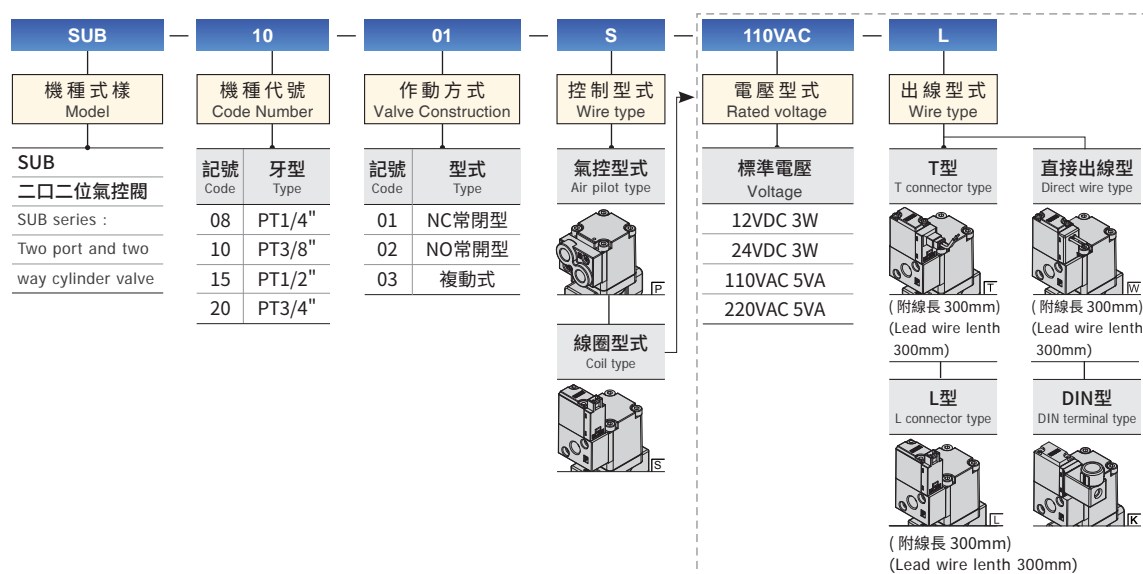 SUB — 10 — 01 — S — 110VAC — L
機種式樣
Model
SUB
二口二位氣控閥
SUB series :
Two port and two
way cylinder valve
機種代號
Code Number
記號 牙型
Code Type
08 PT1/4"
10 PT3/8"
15 PT1/2"
20 PT3/4"
作動方式
Valve Construction
記號 型式
Code Type
01 NC常閉型
02 NO常開型
03 複動式
控制型式
Wire type
氣控型式
Air pilot type
P
線圈型式
Coil type
S
電壓型式
Rated voltage
標準電壓
Voltage
12VDC 3W
24VDC 3W
110VAC 5VA
220VAC 5VA
出線型式
Wire type
T型
T connector type
T
( 附線長 300mm)
(Lead wire lenth
300mm)
直接出線型
Direct wire type
W
( 附線長 300mm)
(Lead wire lenth
300mm)
L型
L connector type
L
( 附線長 300mm)
(Lead wire lenth 300mm)
DIN型
DIN terminal type
K